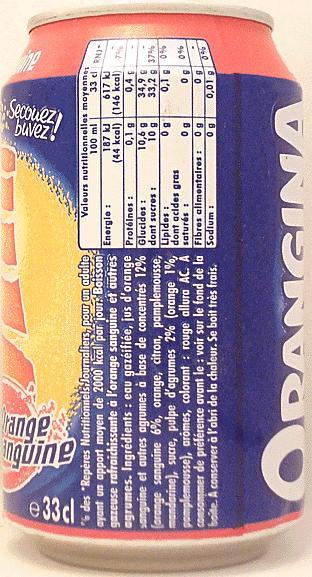 Secouez
buvez!
Orange
Sanguine
℮ 33cl
Valeurs nutritionnelles moyennes
100 ml 33 cl RNJ*
Energie : 187 kJ 617 kJ
(44 kcal) (146 kcal) 7%
Protéines : 0,1 g 0,4 g -
Glucides : 10,6 g 34,9 g -
dont sucres : 10 g 33,2 g 37%
Lipides : 0 g 0,1 g 0%
dont acides gras
saturés : 0 g 0 g 0%
Fibres alimentaires : 0 g 0 g -
Sodium : 0 g 0,01 g 0%
% des *Repères Nutritionnels Journaliers, pour un adulte
ayant un apport moyen de 2000 kcal par jour. Boisson
gazeuse rafraîchissante à l'orange sanguine et autres
agrumes. Ingrédients : eau gazéifiée, jus d'orange
sanguine et autres agrumes à base de concentrés 12%
(orange sanguine 6%, orange, citron, pamplemousse,
mandarine), sucre, pulpe d'agrumes 2% (orange 1%,
pamplemousse), arômes, colorant : rouge allura AC. A
consommer de préférence avant le : voir sur le fond de la
boîte. A conserver à l'abri de la chaleur. Se boit très frais.
ORANGINA